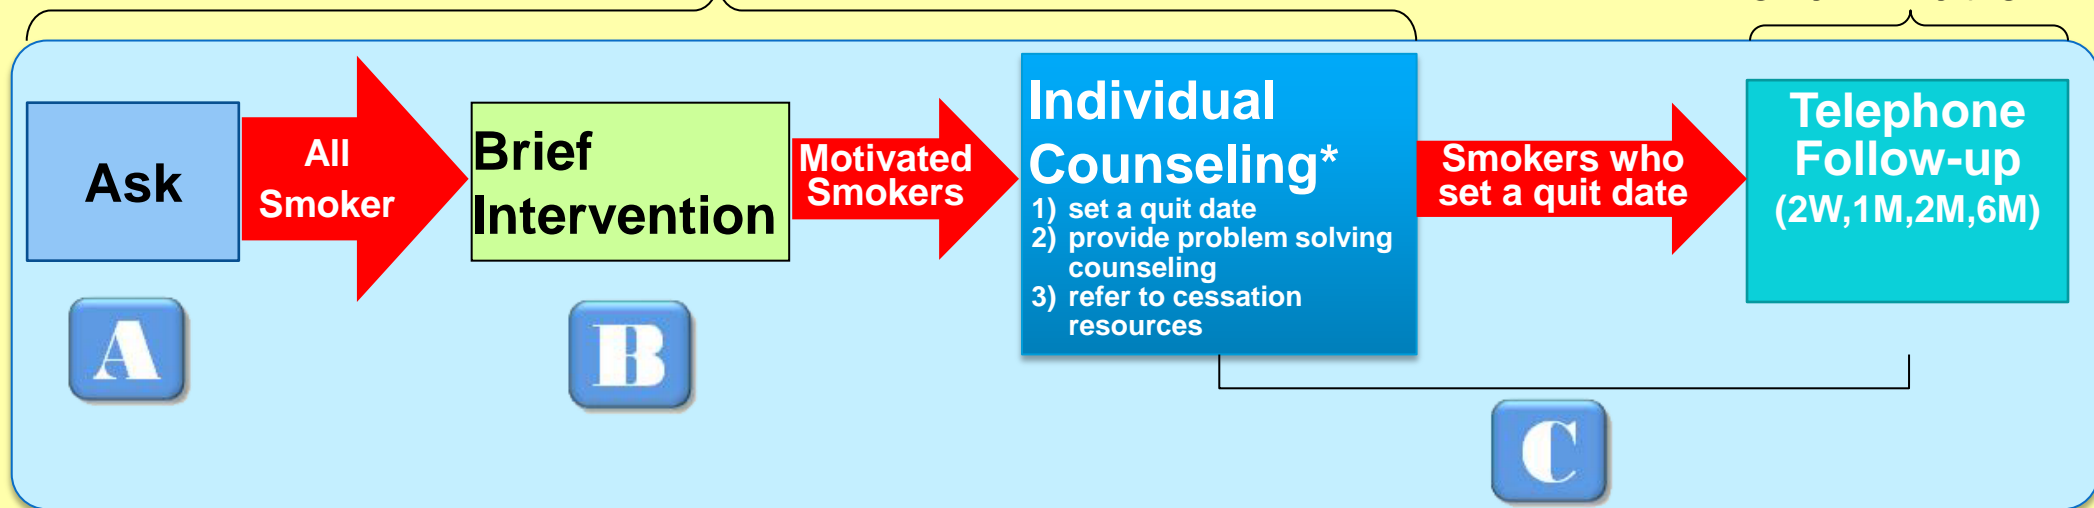 Ask
All
Smoker
Brief
Intervention
Motivated
Smokers
Individual
Counseling*
1) set a quit date
2) provide problem solving
counseling
3) refer to cessation
resources
Smokers who
set a quit date
Telephone
Follow-up
(2W,1M,2M,6M)
A
B
C